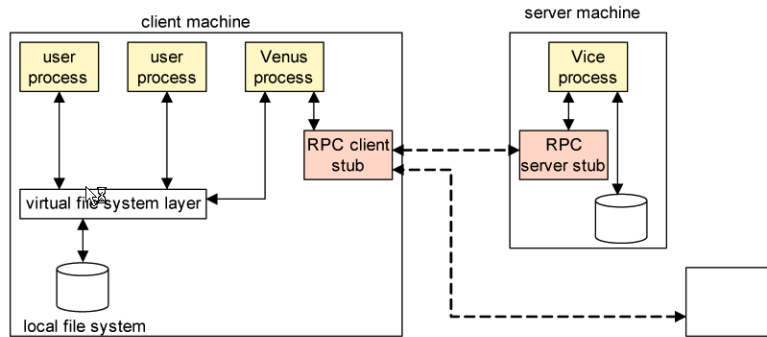 client machine
server machine
user
process
user
process
Venus
process
Vice
process
RPC client
stub
RPC
server stub
virtual file system layer
local file system